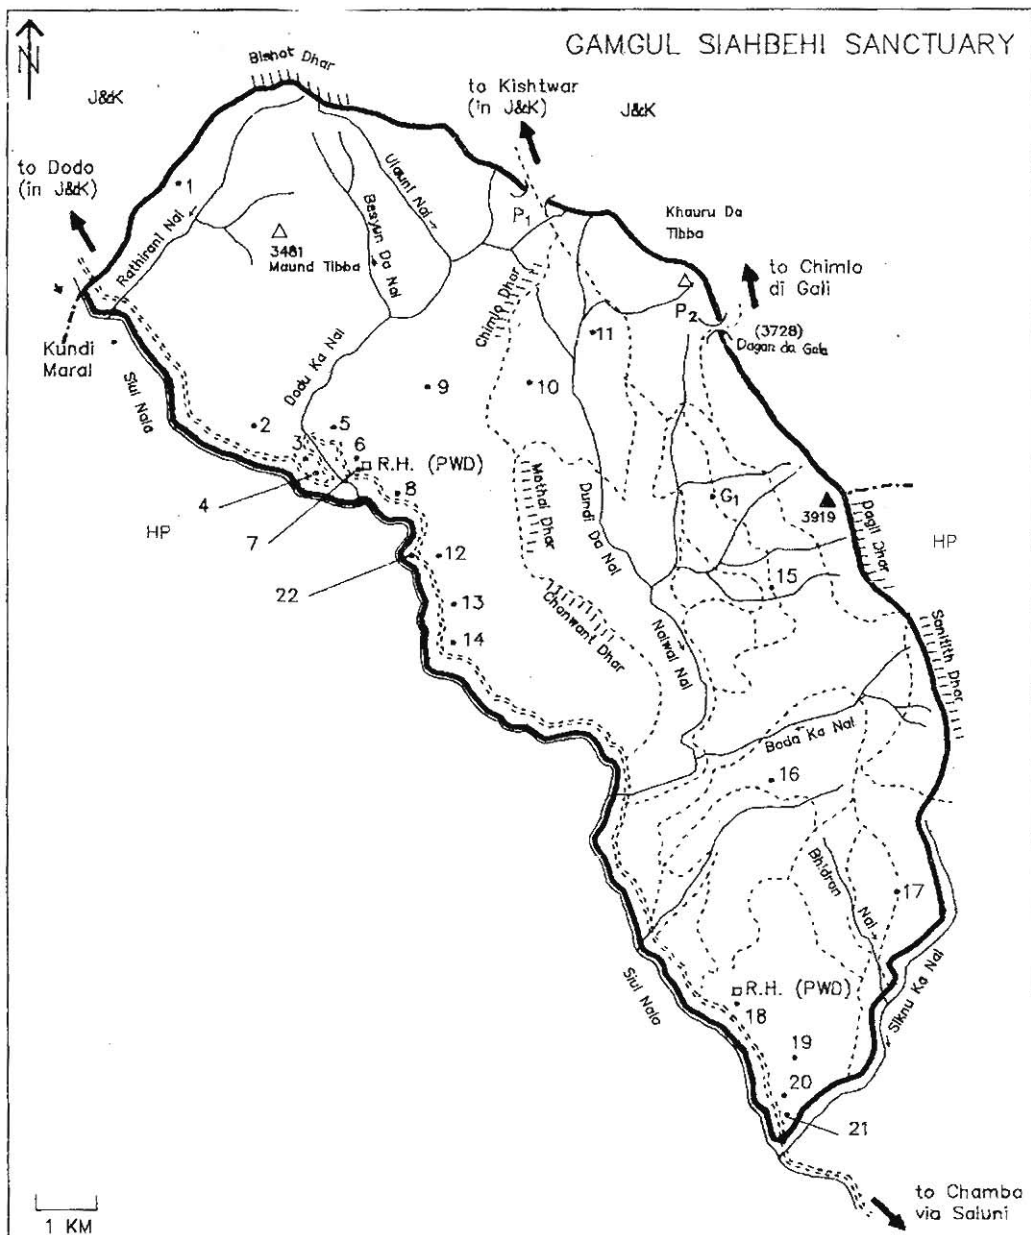 GAMGUL SIAHBEHI SANCTUARY
N
Bishot Dhar
J&K
to Kishtwar
(in J&K)
J&K
to Dodo
(in J&K)
1
Ulauni Nal
Besyun Da Nal
Rathirani Nal
3481
Maund Tibba
P1
Khauru Da
Tibba
to Chimlo
di Gali
P2
(3728)
Dagan da Gala
Chimlo Dhar
11
Kundi
Maral
Siul Nala
Dodu Ka Nal
9
10
2
5
3
6
R.H. (PWD)
4
8
7
HP
Mathai Dhar
Dundi Da Nal
G1
3919
Dagli Dhar
HP
12
22
13
14
15
Chanwant Dhar
Naiwal Nal
Sanitith Dhar
Boda Ka Nal
16
Bhidran
Nal
17
Siul Nala
R.H. (PWD)
18
Siknu Ka Nal
19
20
21
to Chamba
via Saluni
1 KM